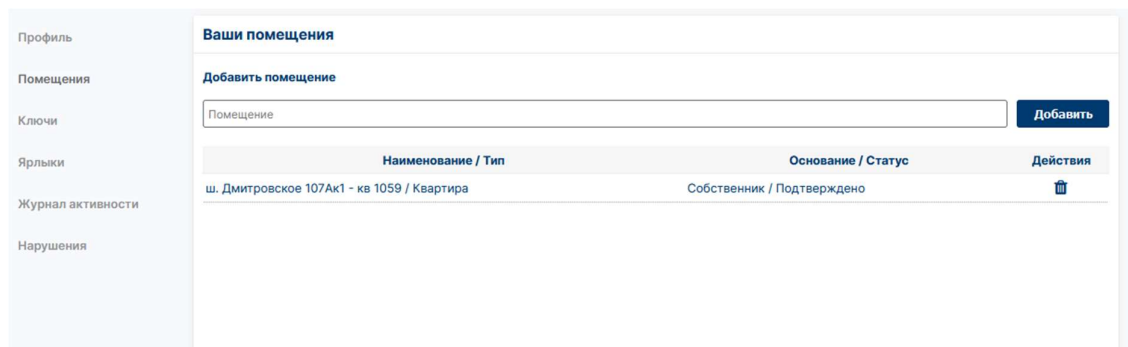 Профиль
Помещения
Ключи
Ярлыки
Журнал активности
Нарушения
Ваши помещения
Добавить помещение
Помещение
Добавить
Наименование / Тип Основание / Статус Действия
ш. Дмитровское 107Ак1 - кв 1059 / Квартира Собственник / Подтверждено